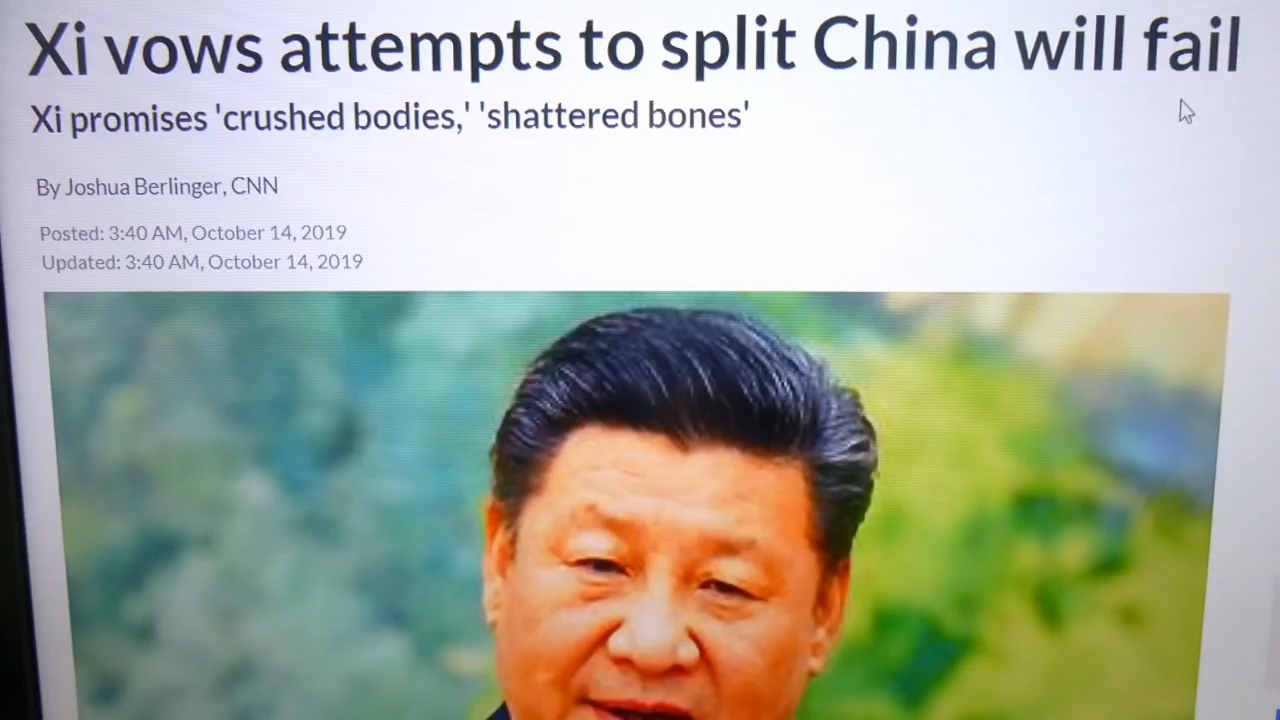 Xi vows attempts to split China will fail
Xi promises 'crushed bodies,' 'shattered bones'
By Joshua Berlinger, CNN
Posted: 3:40 AM, October 14, 2019
Updated: 3:40 AM, October 14, 2019